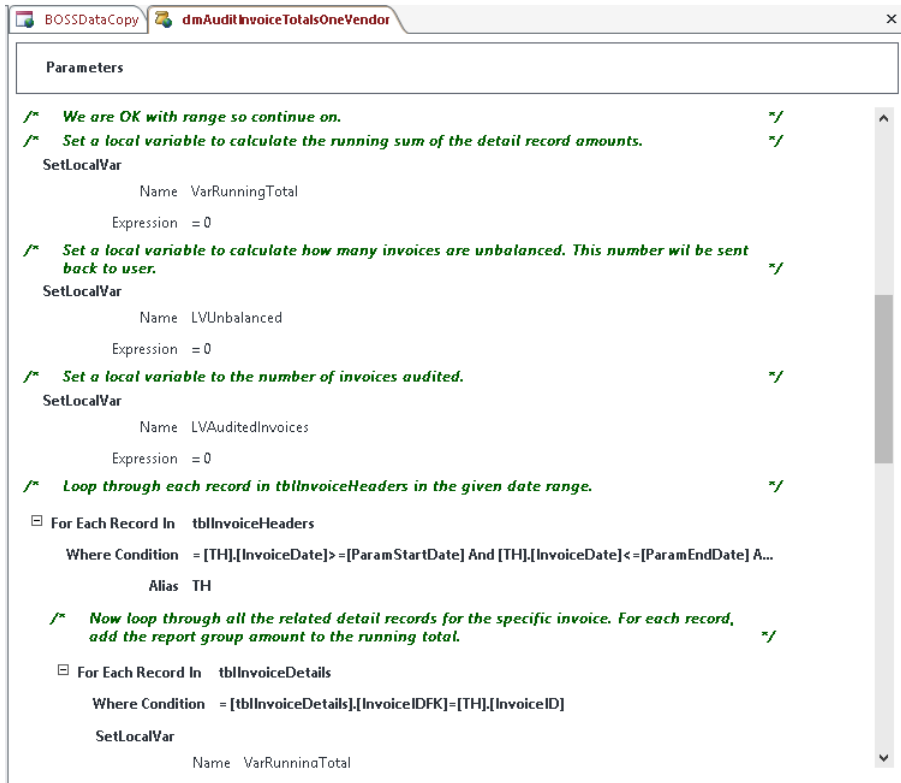 BOSSDataCopy dmAuditInvoiceTotalsOneVendor ×
Parameters
/* We are OK with range so continue on. */
/* Set a local variable to calculate the running sum of the detail record amounts. */
SetLocalVar
Name VarRunningTotal
Expression = 0
/* Set a local variable to calculate how many invoices are unbalanced. This number wil be sent
back to user. */
SetLocalVar
Name LVUnbalanced
Expression = 0
/* Set a local variable to the number of invoices audited. */
SetLocalVar
Name LVAuditedInvoices
Expression = 0
/* Loop through each record in tblInvoiceHeaders in the given date range. */
For Each Record In tblInvoiceHeaders
Where Condition = [TH].[InvoiceDate]>=[ParamStartDate] And [TH].[InvoiceDate]<=[ParamEndDate] A...
Alias TH
/* Now loop through all the related detail records for the specific invoice. For each record,
add the report group amount to the running total. */
For Each Record In tblInvoiceDetails
Where Condition = [tblInvoiceDetails].[InvoiceIDFK]=[TH].[InvoiceID]
SetLocalVar
Name VarRunningTotal